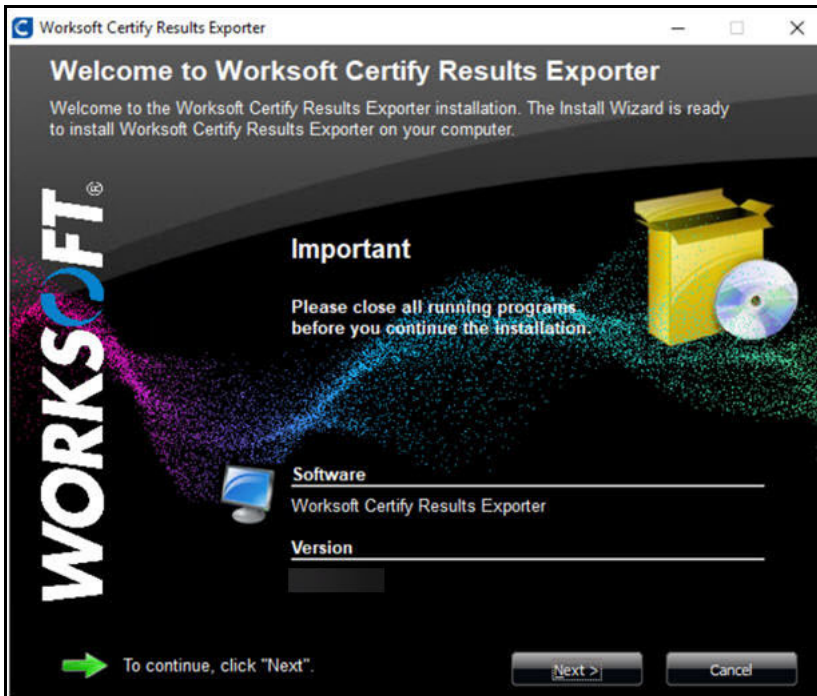 Worksoft Certify Results Exporter
Welcome to Worksoft Certify Results Exporter
Welcome to the Worksoft Certify Results Exporter installation. The Install Wizard is ready
to install Worksoft Certify Results Exporter on your computer.
WORKSOFT®
Important
Please close all running programs
before you continue the installation.
Software
Worksoft Certify Results Exporter
Version
To continue, click "Next".
Next >
Cancel